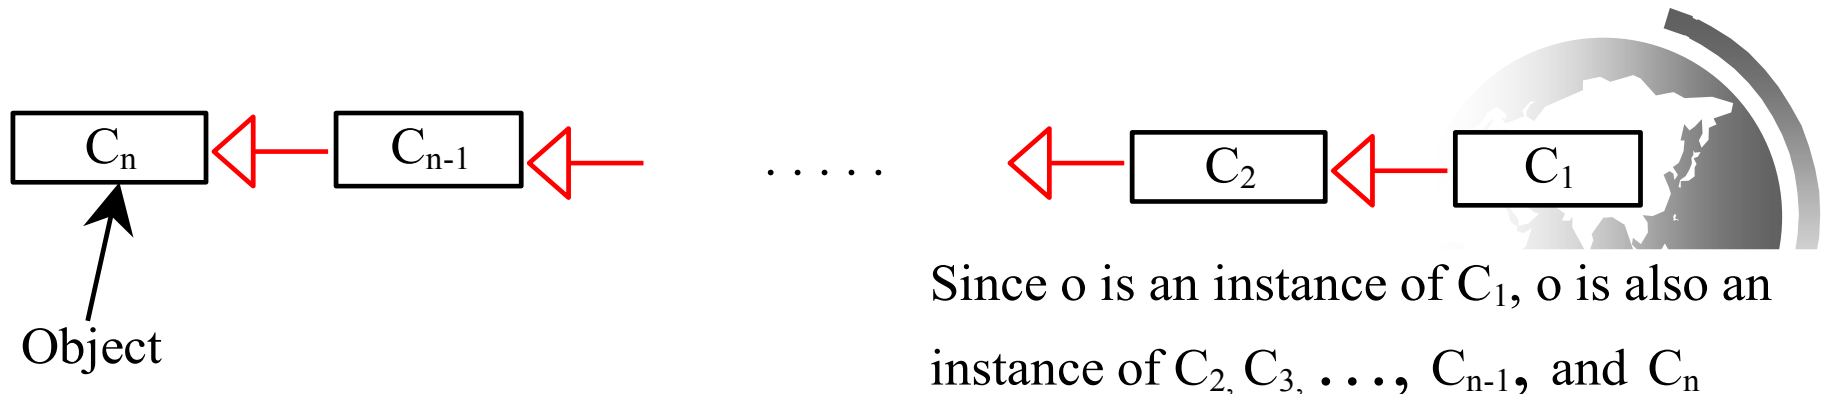 Cn Cn-1 ..... C2 C1
Since o is an instance of C1, o is also an
Object
instance of C2, C3, ..., Cn-1, and Cn